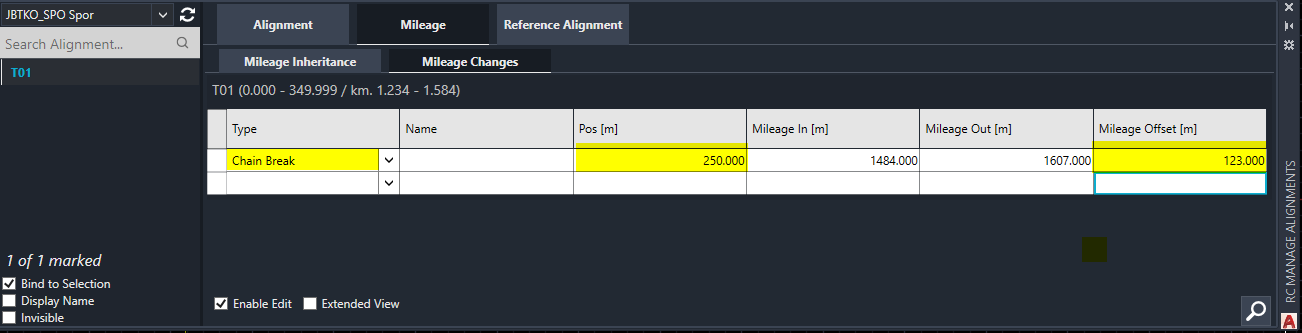 JBTKO_SPO Spor
Search Alignment...
T01
1 of 1 marked
Bind to Selection
Display Name
Invisible
Alignment
Mileage
Reference Alignment
Mileage Inheritance
Mileage Changes
T01 (0.000 - 349.999 / km. 1.234 - 1.584)
Type Name Pos [m] Mileage In [m] Mileage Out [m] Mileage Offset [m]
Chain Break 250.000 1484.000 1607.000 123.000
Enable Edit
Extended View
RC MANAGE ALIGNMENTS
A